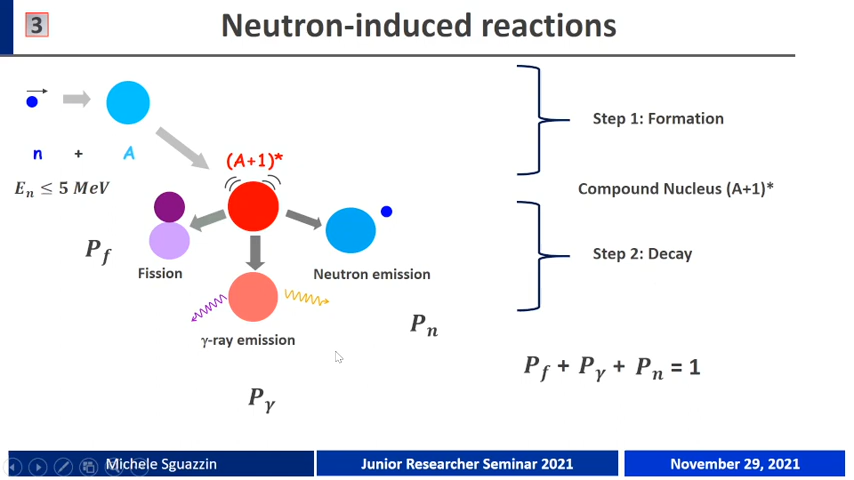 3
Neutron-induced reactions
n + A
E_n ≤ 5 MeV
(A+1)*
P_f
Fission
Neutron emission
P_n
γ-ray emission
P_γ
Step 1: Formation
Compound Nucleus (A+1)*
Step 2: Decay
P_f + P_γ + P_n = 1
Michele Sguazzin
Junior Researcher Seminar 2021
November 29, 2021